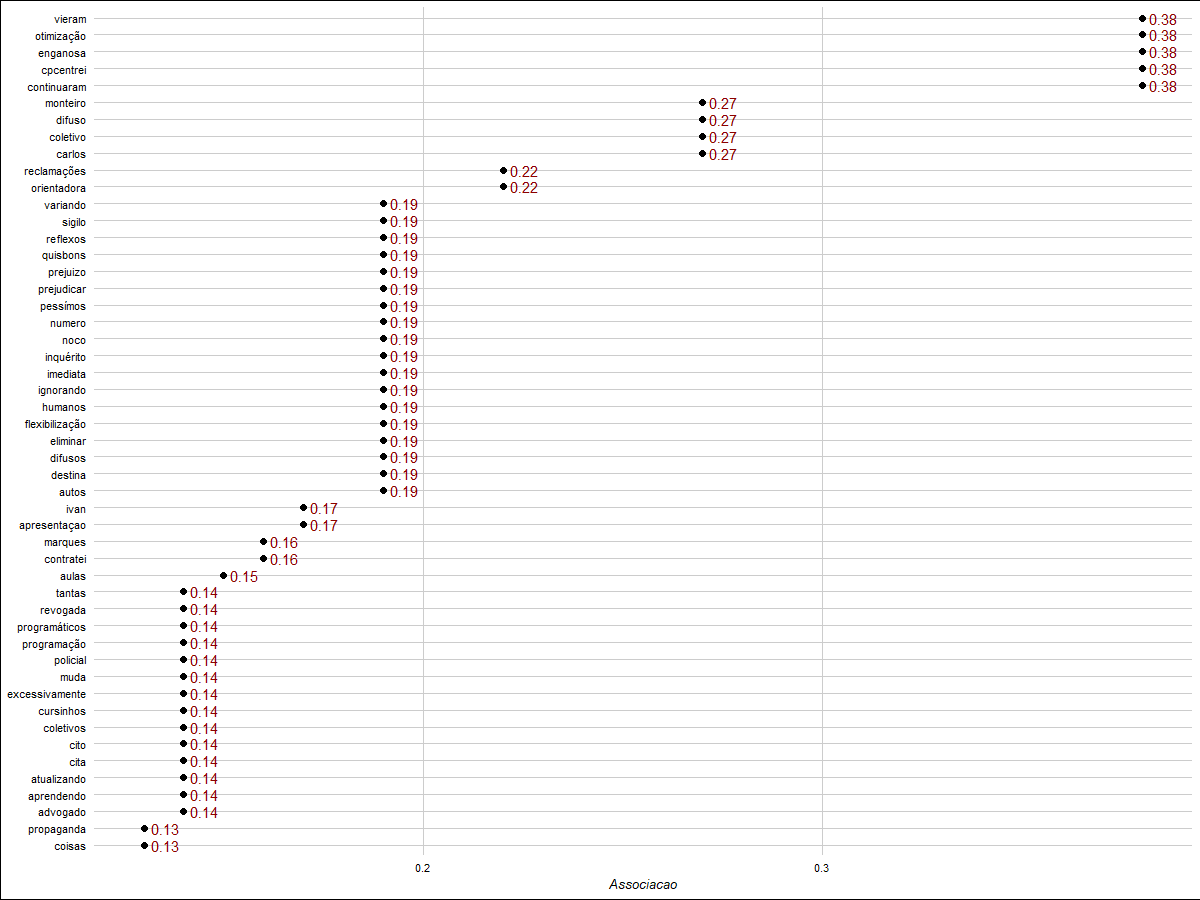 vieram 0.38
otimização 0.38
enganosa 0.38
cpcentrei 0.38
continuaram 0.38
monteiro 0.27
difuso 0.27
coletivo 0.27
carlos 0.27
reclamações 0.22
orientadora 0.22
variando 0.19
sigilo 0.19
reflexos 0.19
quisbons 0.19
prejuizo 0.19
prejudicar 0.19
pessímos 0.19
numero 0.19
noco 0.19
inquérito 0.19
imediata 0.19
ignorando 0.19
humanos 0.19
flexibilização 0.19
eliminar 0.19
difusos 0.19
destina 0.19
autos 0.19
ivan 0.17
apresentaçao 0.17
marques 0.16
contratei 0.16
aulas 0.15
tantas 0.14
revogada 0.14
programáticos 0.14
programação 0.14
policial 0.14
muda 0.14
excessivamente 0.14
cursinhos 0.14
coletivos 0.14
cito 0.14
cita 0.14
atualizando 0.14
aprendendo 0.14
advogado 0.14
propaganda 0.13
coisas 0.13
0.2 0.3
Associacao